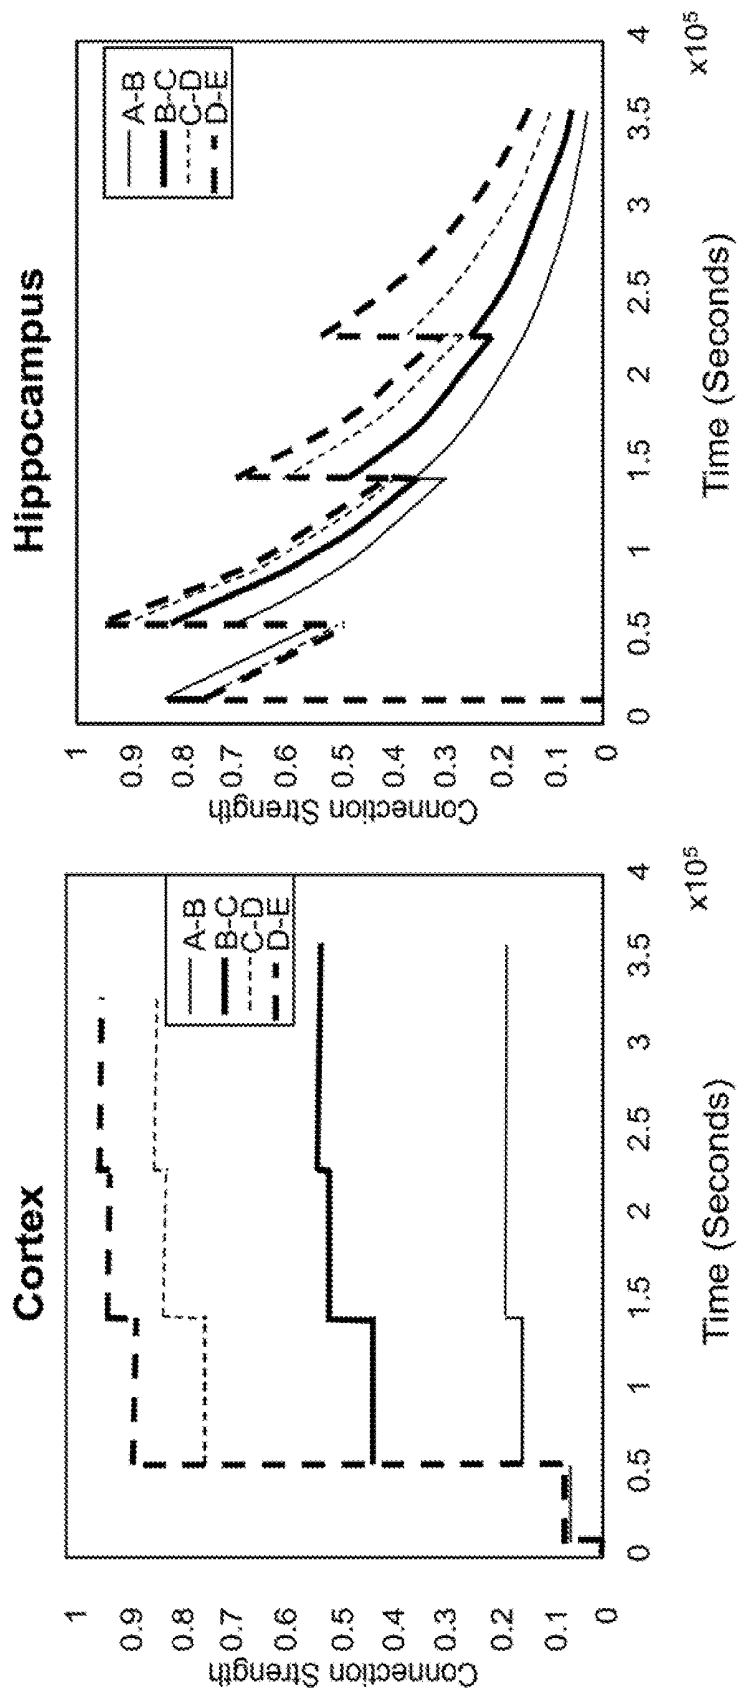 Cortex
Connection Strength
1
0.9
0.8
0.7
0.6
0.5
0.4
0.3
0.2
0.1
0
0 0.5 1 1.5 2 2.5 3 3.5 4
x10⁵
Time (Seconds)
A-B
B-C
C-D
D-E
Hippocampus
Connection Strength
1
0.9
0.8
0.7
0.6
0.5
0.4
0.3
0.2
0.1
0
0 0.5 1 1.5 2 2.5 3 3.5 4
x10⁵
Time (Seconds)
A-B
B-C
C-D
D-E